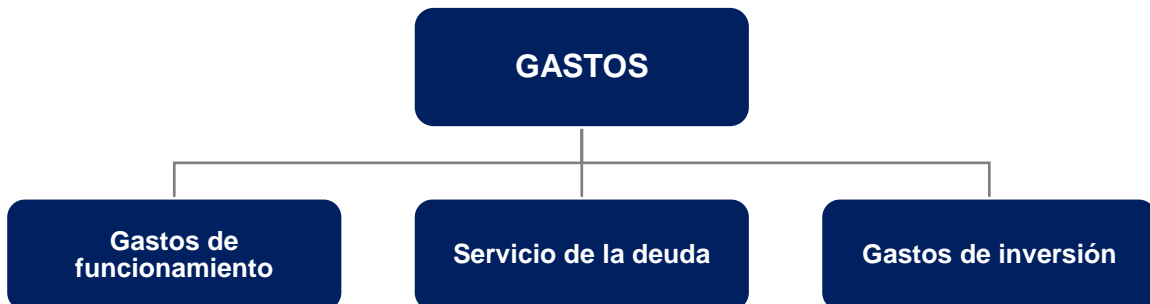 GASTOS
Gastos de
funcionamiento
Servicio de la deuda
Gastos de inversión